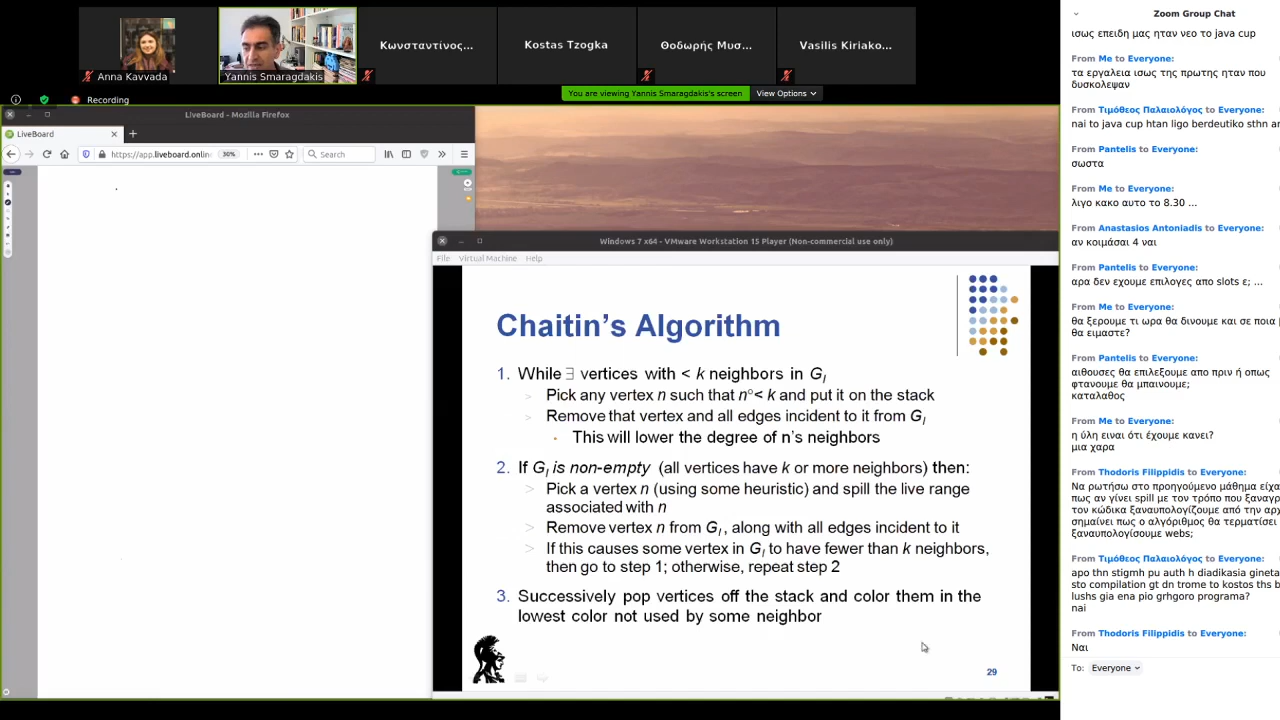 Anna Kavvada
Yannis Smaragdakis
Κωνσταντίνος...
Kostas Tzogka
Θοδωρής Μυσ...
Vasilis Kiriako...
Recording
You are viewing Yannis Smaragdakis's screen
View Options
LiveBoard - Mozilla Firefox
LiveBoard
https://app.liveboard.onlin
30%
Search
Windows 7 x64 - VMware Workstation 15 Player (Non-commercial use only)
File Virtual Machine Help
Chaitin's Algorithm
1. While ∃ vertices with < k neighbors in G_I
> Pick any vertex n such that n°< k and put it on the stack
> Remove that vertex and all edges incident to it from G_I
• This will lower the degree of n's neighbors
2. If G_I is non-empty (all vertices have k or more neighbors) then:
> Pick a vertex n (using some heuristic) and spill the live range
associated with n
> Remove vertex n from G_I, along with all edges incident to it
> If this causes some vertex in G_I to have fewer than k neighbors,
then go to step 1; otherwise, repeat step 2
3. Successively pop vertices off the stack and color them in the
lowest color not used by some neighbor
29
Zoom Group Chat
ισως επειδη μας ηταν νεο το java cup
From Me to Everyone:
τα εργαλεια ισως της πρωτης ηταν που
δυσκολεψαν
From Τιμόθεος Παλαιολόγος to Everyone:
nai to java cup htan ligo berdeutiko sthn ar
From Pantelis to Everyone:
σωστα
From Me to Everyone:
λιγο κακο αυτο το 8.30 ...
From Anastasios Antoniadis to Everyone:
αν κοιμάσαι 4 ναι
From Pantelis to Everyone:
αρα δεν εχουμε επιλογες απο slots ε; ...
From Me to Everyone:
θα ξερουμε τι ωρα θα δινουμε και σε ποια
θα ειμαστε?
From Pantelis to Everyone:
αιθουσες θα επιλεξουμε απο πριν ή οπως
φτανουμε θα μπαινουμε;
καταλαθος
From Me to Everyone:
η ύλη ειναι ότι έχουμε κανει?
μια χαρα
From Thodoris Filippidis to Everyone:
Να ρωτήσω στο προηγούμενο μάθημα είχα
πως αν γίνει spill με τον τρόπο που ξαναγρ
τον κώδικα ξαναυπολογίζουμε από την αρχ
σημαίνει πως ο αλγόριθμος θα τερματίσει
ξαναυπολογίσουμε webs;
From Τιμόθεος Παλαιολόγος to Everyone:
apo thn stigmh pu auth h diadikasia gineta
sto compilation gt dn trome to kostos ths b
lushs gia ena pio grhgoro programa?
nai
From Thodoris Filippidis to Everyone:
Ναι
To: Everyone